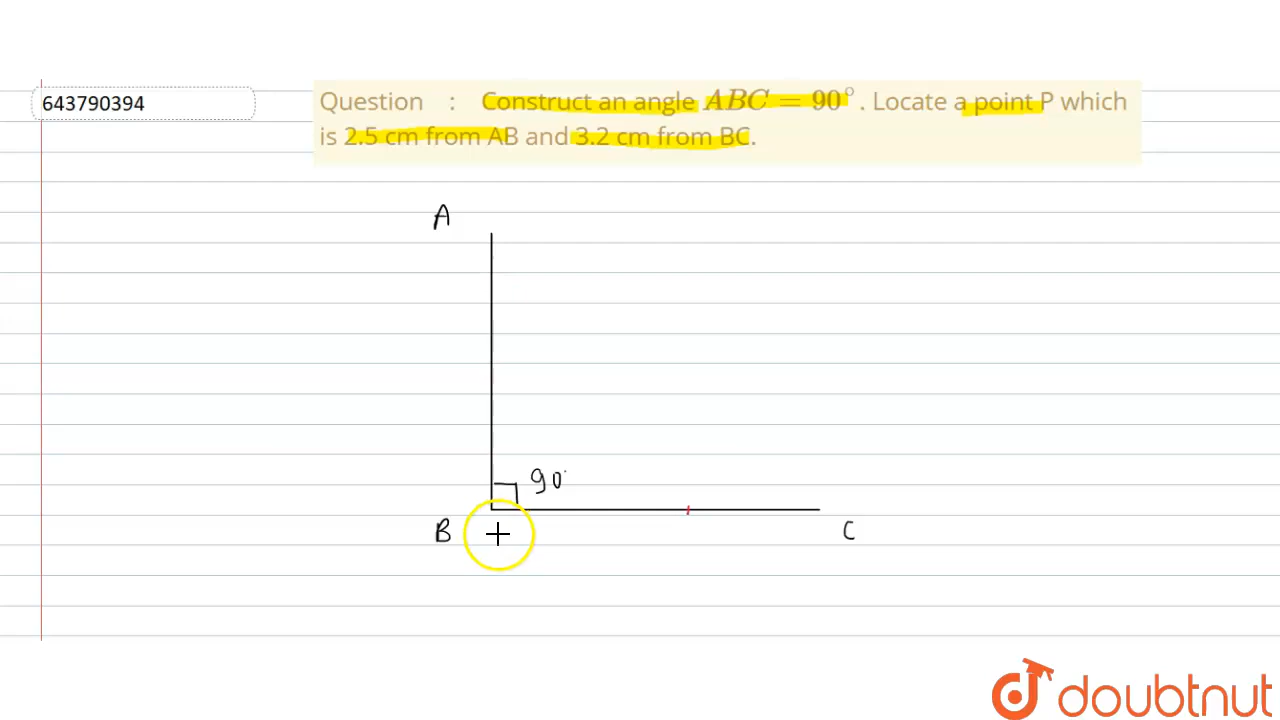 643790394
Question : Construct an angle ABC = 90°. Locate a point P which
is 2.5 cm from AB and 3.2 cm from BC.
A
90
B
C
doubtnut